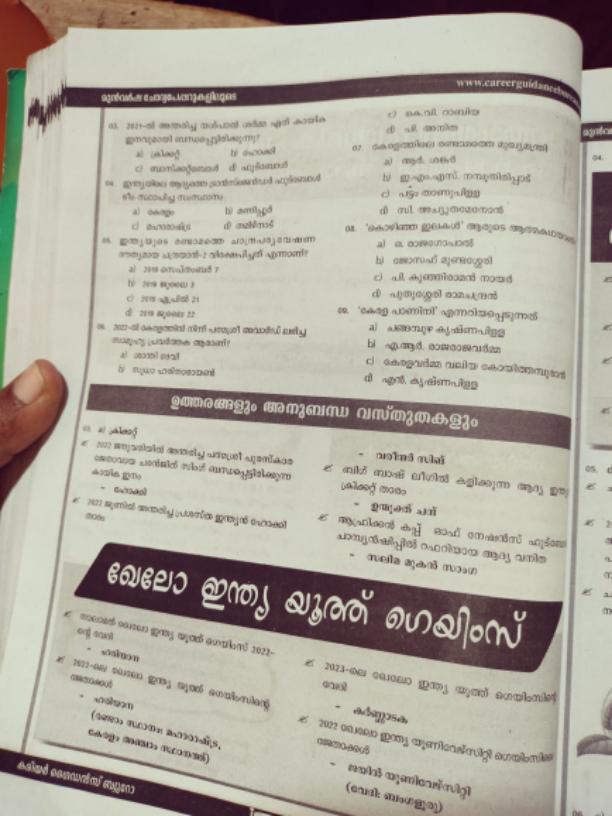 മുൻവർഷ ചോദ്യപേപ്പറുകളിലൂടെ
www.careerguidancebureau
03. 2021-ൽ അന്തരിച്ച യശ്പാൽ ശർമ്മ ഏത് കായിക
ഇനവുമായി ബന്ധപ്പെട്ടിരിക്കുന്നു?
a) ക്രിക്കറ്റ് b) ഹോക്കി
c) ബാസ്ക്കറ്റ്ബോൾ d) ഫുട്ബോൾ
04. ഇന്ത്യയിലെ ആദ്യത്തെ ട്രാൻസ്ജെൻഡർ ഫുട്ബോൾ
ടീം സ്ഥാപിച്ച സംസ്ഥാനം
a) കേരളം b) മണിപ്പൂർ
c) മഹാരാഷ്ട്ര d) തമിഴ്നാട്
05. ഇന്ത്യയുടെ രണ്ടാമത്തെ ചാന്ദ്രപര്യവേഷണ
ദൗത്യമായ ചന്ദ്രയാൻ-2 വിക്ഷേപിച്ചത് എന്നാണ്?
a) 2019 സെപ്തംബർ 7
b) 2019 ജൂലൈ 3
c) 2019 ഏപ്രിൽ 21
d) 2019 ജൂലൈ 22
06. 2022-ൽ കേരളത്തിൽ നിന്ന് പത്മശ്രീ അവാർഡ് ലഭിച്ച
സാമൂഹ്യ പ്രവർത്തക ആരാണ്?
a) ശാന്തി ദേവി
b) സുധാ ഹരിനാരായൺ
c) കെ.വി. റാബിയ
d) പി. അനിത
07. കേരളത്തിലെ രണ്ടാമത്തെ മുഖ്യമന്ത്രി
a) ആർ. ശങ്കർ
b) ഇ.എം.എസ്. നമ്പൂതിരിപ്പാട്
c) പട്ടം താണുപിള്ള
d) സി. അച്യുതമേനോൻ
08. 'കൊഴിഞ്ഞ ഇലകൾ' ആരുടെ ആത്മകഥയാണ്
a) ഒ. രാജഗോപാൽ
b) ജോസഫ് മുണ്ടശ്ശേരി
c) പി. കുഞ്ഞിരാമൻ നായർ
d) പുതുശ്ശേരി രാമചന്ദ്രൻ
09. 'കേരള പാണിനി' എന്നറിയപ്പെടുന്നത്
a) ചങ്ങമ്പുഴ കൃഷ്ണപിള്ള
b) എ.ആർ. രാജരാജവർമ്മ
c) കേരളവർമ്മ വലിയ കോയിത്തമ്പുരാൻ
d) എൻ. കൃഷ്ണപിള്ള
ഉത്തരങ്ങളും അനുബന്ധ വസ്തുതകളും
03. a) ക്രിക്കറ്റ്
2022 ജനുവരിയിൽ അന്തരിച്ച പത്മശ്രീ പുരസ്കാര
ജേതാവായ ചരൺജിത് സിംഗ് ബന്ധപ്പെട്ടിരിക്കുന്ന
കായിക ഇനം
- ഹോക്കി
2022 ജൂണിൽ അന്തരിച്ച പ്രശസ്ത ഇന്ത്യൻ ഹോക്കി
താരം
- വരീന്ദർ സിങ്
ബിഗ് ബാഷ് ലീഗിൽ കളിക്കുന്ന ആദ്യ
ക്രിക്കറ്റ് താരം
- ഉന്മുക്ത് ചന്ദ്
ആഫ്രിക്കൻ കപ്പ് ഓഫ് നേഷൻസ് ഫുട്ബോ
ചാമ്പ്യൻഷിപ്പിൽ റഫറിയായ ആദ്യ വനിത
- സലിമ മുകൻ സാംഗ
ഖേലോ ഇന്ത്യ യൂത്ത് ഗെയിംസ്
നാലാമത് ഖേലോ ഇന്ത്യ യൂത്ത് ഗെയിംസ് 2022-
ന്റെ വേദി
- ഹരിയാന
2022-ലെ ഖേലോ ഇന്ത്യ യൂത്ത് ഗെയിംസിന്റെ
ജേതാക്കൾ
- ഹരിയാന
(രണ്ടാം സ്ഥാനം: മഹാരാഷ്ട്ര,
കേരളം അഞ്ചാം സ്ഥാനത്ത്)
2023-ലെ ഖേലോ ഇന്ത്യ യൂത്ത് ഗെയിംസിന്റെ
വേദി
- കർണ്ണാടക
2022 ഖേലോ ഇന്ത്യ യൂണിവേഴ്സിറ്റി ഗെയിംസിലെ
ജേതാക്കൾ
- ജയിൻ യൂണിവേഴ്സിറ്റി
(വേദി: ബംഗളൂരു)
കരിയർ ഗൈഡൻസ് ബ്യൂറോ